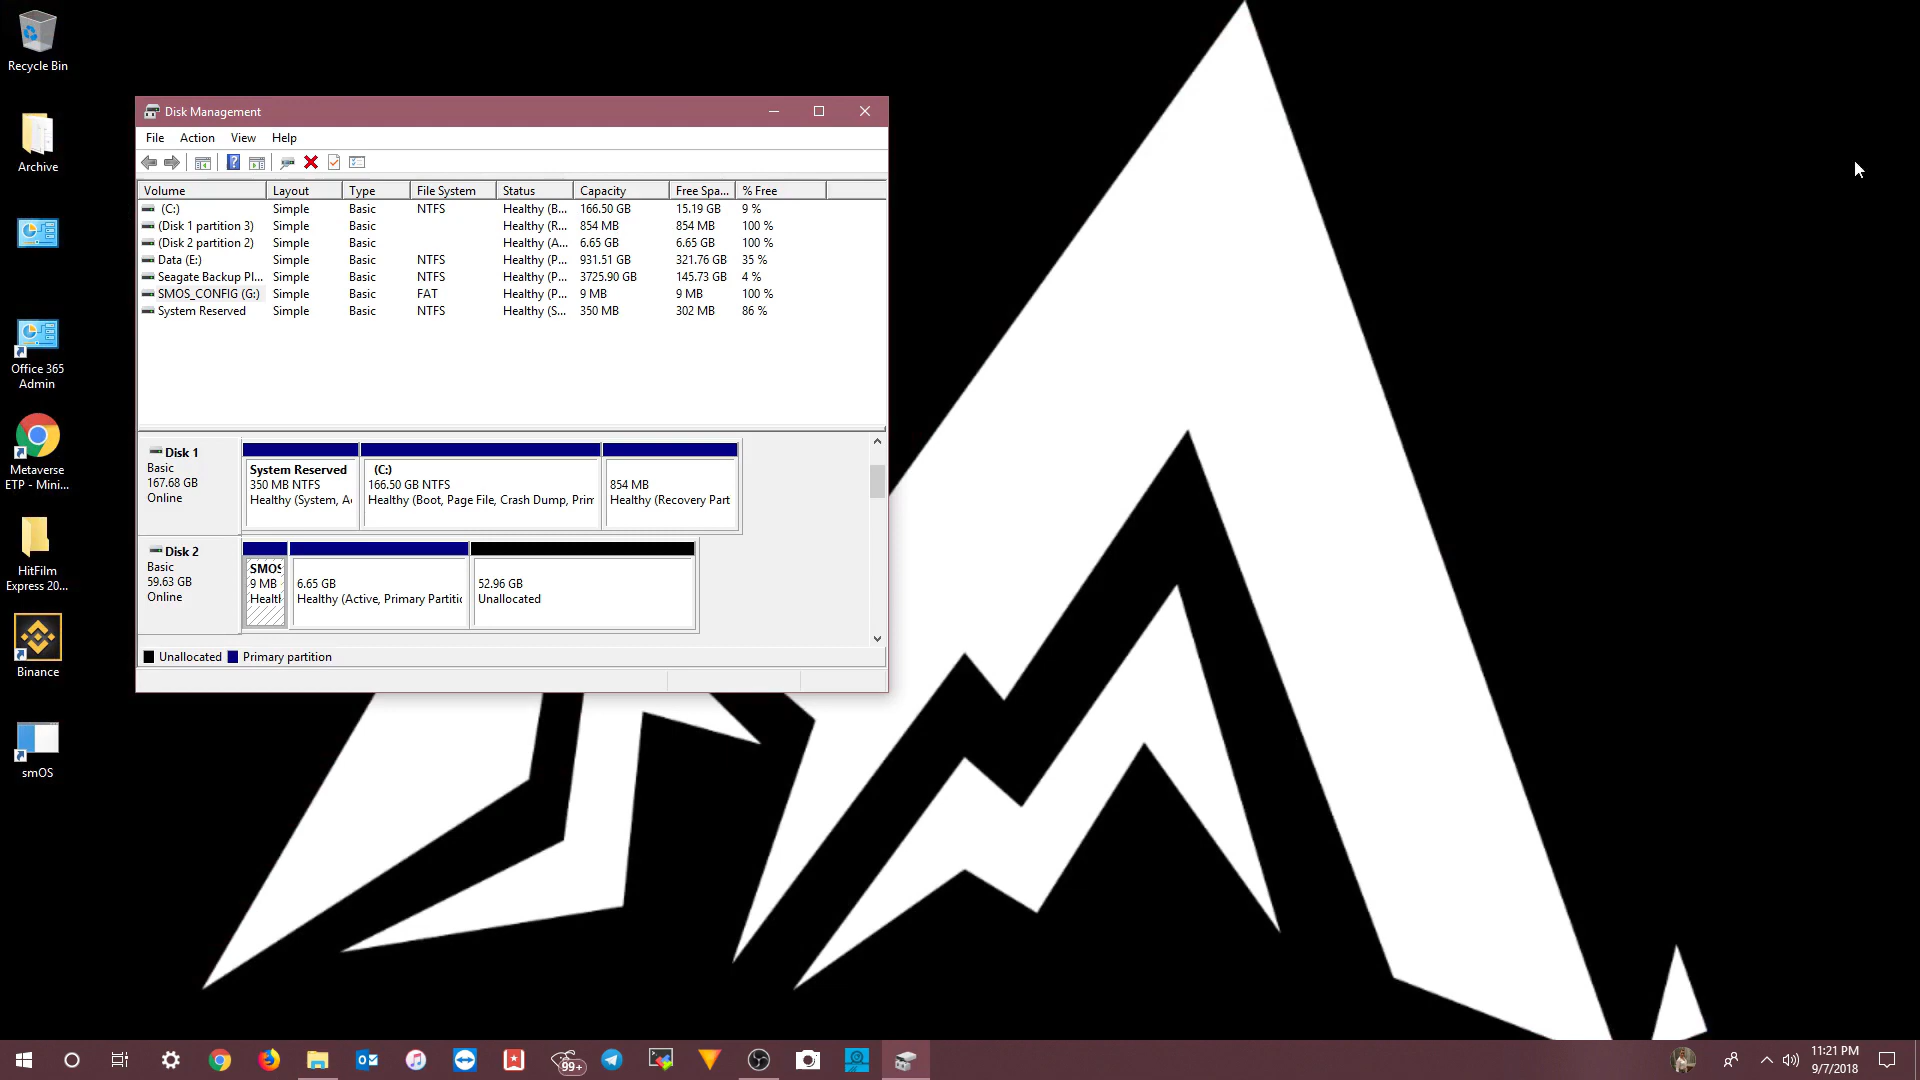 Recycle Bin
Archive
Office 365
Admin
Metaverse
ETP - Mini...
HitFilm
Express 20...
Binance
smOS
Disk Management
File Action View Help
Volume Layout Type File System Status Capacity Free Spa... % Free
(C:) Simple Basic NTFS Healthy (B... 166.50 GB 15.19 GB 9 %
(Disk 1 partition 3) Simple Basic Healthy (R... 854 MB 854 MB 100 %
(Disk 2 partition 2) Simple Basic Healthy (A... 6.65 GB 6.65 GB 100 %
Data (E:) Simple Basic NTFS Healthy (P... 931.51 GB 321.76 GB 35 %
Seagate Backup Pl... Simple Basic NTFS Healthy (P... 3725.90 GB 145.73 GB 4 %
SMOS_CONFIG (G:) Simple Basic FAT Healthy (P... 9 MB 9 MB 100 %
System Reserved Simple Basic NTFS Healthy (S... 350 MB 302 MB 86 %
Disk 1
Basic
167.68 GB
Online
System Reserved
350 MB NTFS
Healthy (System, Ac
(C:)
166.50 GB NTFS
Healthy (Boot, Page File, Crash Dump, Prim
854 MB
Healthy (Recovery Part
Disk 2
Basic
59.63 GB
Online
SMOS
9 MB
Health
6.65 GB
Healthy (Active, Primary Partitic
52.96 GB
Unallocated
Unallocated Primary partition
99+
11:21 PM
9/7/2018